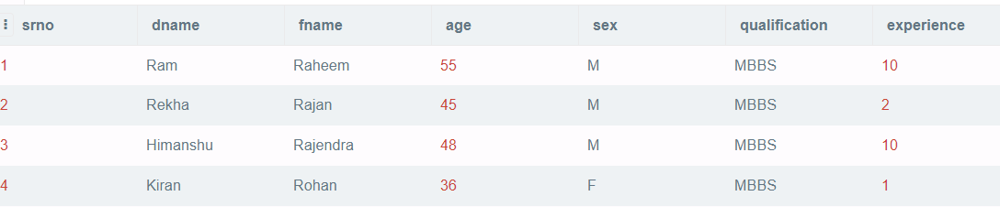 srno dname fname age sex qualification experience
1 Ram Raheem 55 M MBBS 10
2 Rekha Rajan 45 M MBBS 2
3 Himanshu Rajendra 48 M MBBS 10
4 Kiran Rohan 36 F MBBS 1